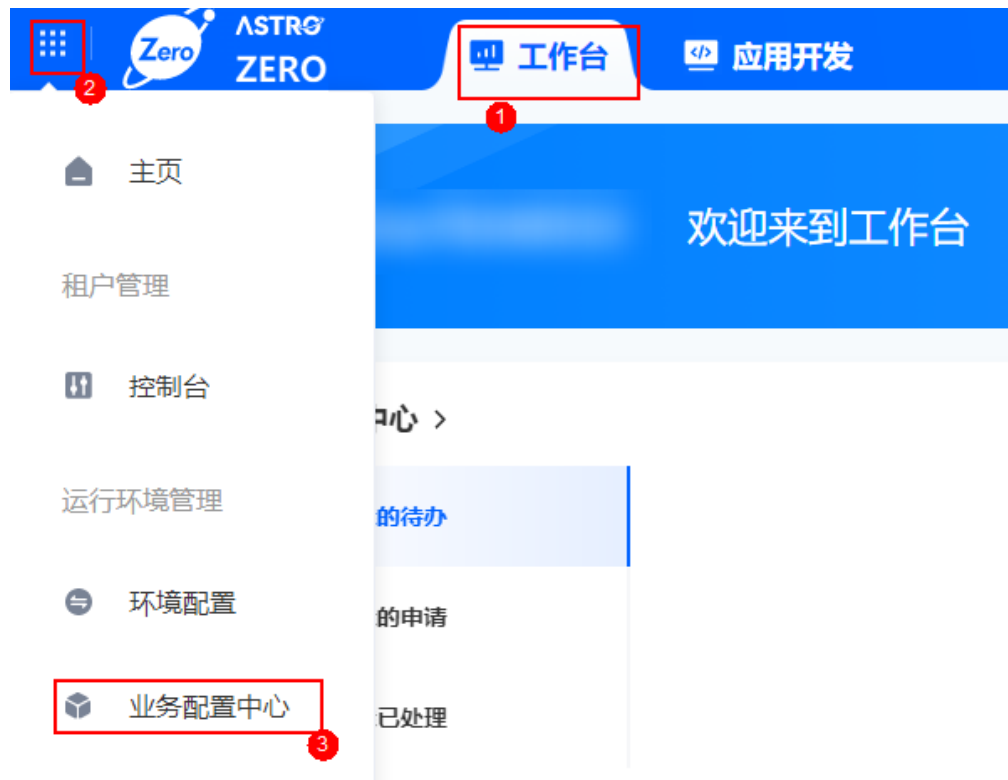 Zero
ASTRO
ZERO
工作台
应用开发
2
1
主页
欢迎来到工作台
租户管理
控制台
中心 >
运行环境管理
的待办
环境配置
的申请
业务配置中心
已处理
3